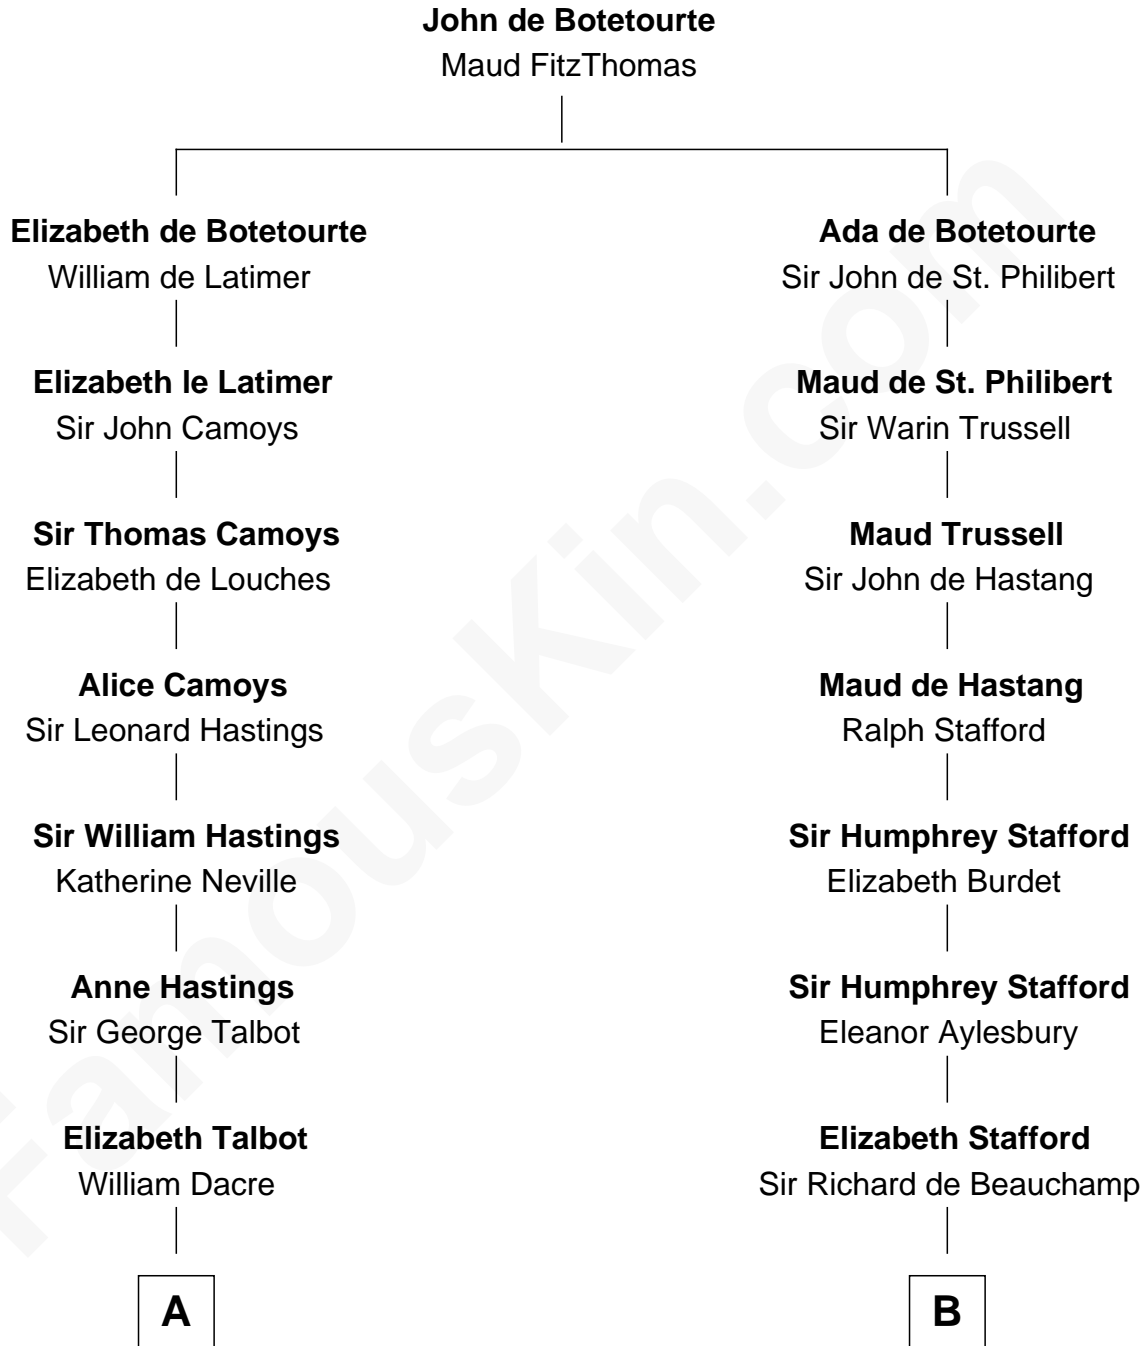 John de Botetourte
Maud FitzThomas
Elizabeth de Botetourte
William de Latimer
Ada de Botetourte
Sir John de St. Philibert
Elizabeth le Latimer
Sir John Camoys
Maud de St. Philibert
Sir Warin Trussell
Sir Thomas Camoys
Elizabeth de Louches
Maud Trussell
Sir John de Hastang
Alice Camoys
Sir Leonard Hastings
Maud de Hastang
Ralph Stafford
Sir William Hastings
Katherine Neville
Sir Humphrey Stafford
Elizabeth Burdet
Anne Hastings
Sir George Talbot
Sir Humphrey Stafford
Eleanor Aylesbury
Elizabeth Talbot
William Dacre
Elizabeth Stafford
Sir Richard de Beauchamp
A
B
FamousKin.com